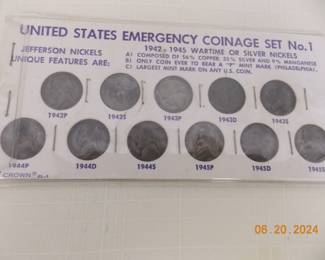 UNITED STATES EMERGENCY COINAGE SET No.1
1942-1945 WARTIME OR SILVER NICKELS
JEFFERSON NICKELS
UNIQUE FEATURES ARE:
A) COMPOSED OF 56% COPPER, 35% SILVER AND 9% MANGANESE
B) ONLY COIN EVER TO BEAR A "P" MINT MARK (PHILADELPHIA)
C) LARGEST MINT MARK ON ANY U.S. COIN.
1942P 1942S 1943P 1943D 1943S
1944P 1944D 1944S 1945P 1945D 1945S
CROWN
06.20.2024